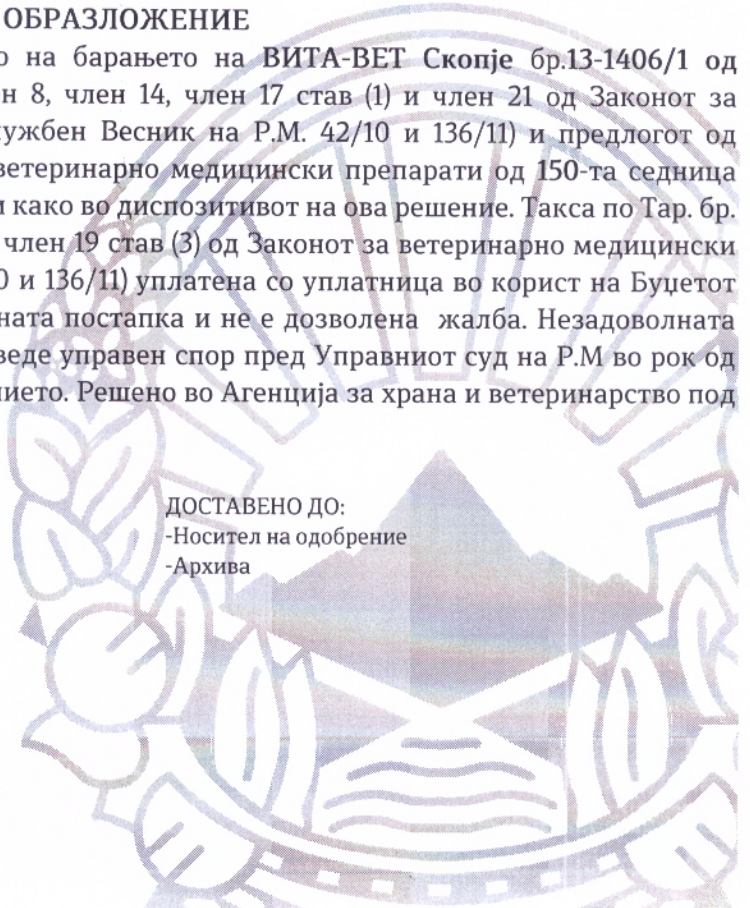 ОБРАЗЛОЖЕНИЕ
о на барањето на ВИТА-ВЕТ Скопје бр.13-1406/1 од
н 8, член 14, член 17 став (1) и член 21 од Законот за
ужбен Весник на Р.М. 42/10 и 136/11) и предлогот од
ветеринарно медицински препарати од 150-та седница
и како во диспозитивот на ова решение. Такса по Тар. бр.
член 19 став (3) од Законот за ветеринарно медицински
0 и 136/11) уплатена со уплатница во корист на Буџетот
ната постапка и не е дозволена жалба. Незадоволната
веде управен спор пред Управниот суд на Р.М во рок од
нието. Решено во Агенција за храна и ветеринарство под
ДОСТАВЕНО ДО:
-Носител на одобрение
-Архива